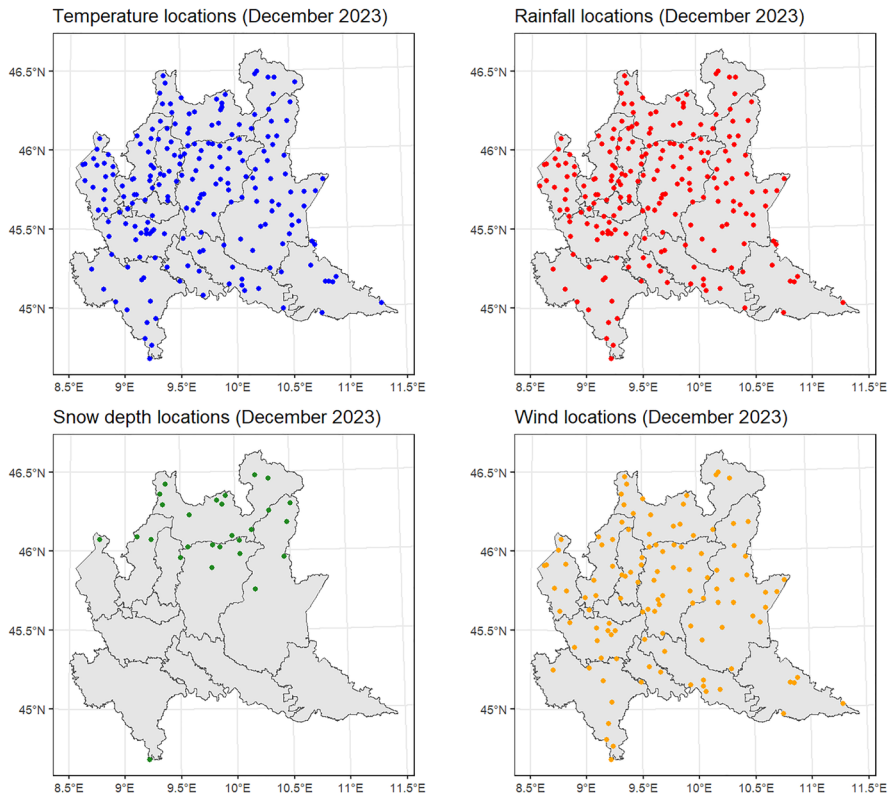 Temperature locations (December 2023)
46.5°N
46°N
45.5°N
45°N
8.5°E 9°E 9.5°E 10°E 10.5°E 11°E 11.5°E
Rainfall locations (December 2023)
46.5°N
46°N
45.5°N
45°N
8.5°E 9°E 9.5°E 10°E 10.5°E 11°E 11.5°E
Snow depth locations (December 2023)
46.5°N
46°N
45.5°N
45°N
8.5°E 9°E 9.5°E 10°E 10.5°E 11°E 11.5°E
Wind locations (December 2023)
46.5°N
46°N
45.5°N
45°N
8.5°E 9°E 9.5°E 10°E 10.5°E 11°E 11.5°E